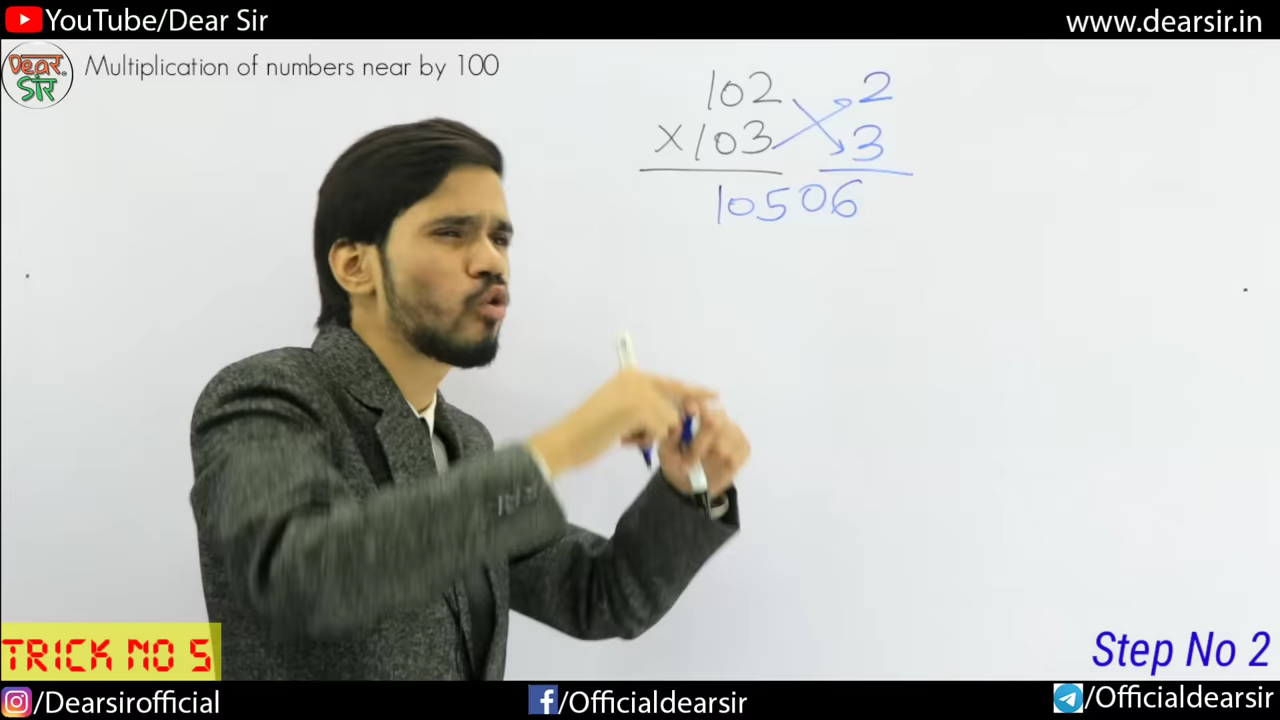 YouTube/Dear Sir
www.dearsir.in
Dear
सर
Multiplication of numbers near by 100
102 2
×103 3
10506
TRICK NO 5
Step No 2
/Dearsirofficial
/Officialdearsir
/Officialdearsir